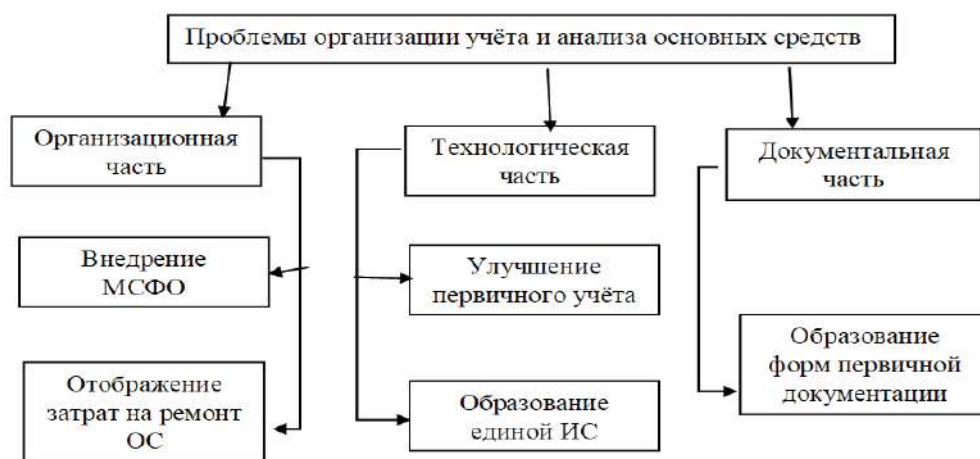 Проблемы организации учёта и анализа основных средств
Организационная
часть
Технологическая
часть
Документальная
часть
Внедрение
МСФО
Улучшение
первичного учёта
Отображение
затрат на ремонт
ОС
Образование
единой ИС
Образование
форм первичной
документации